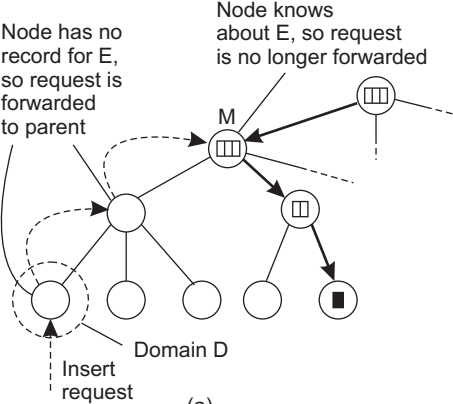 Node has no
record for E,
so request is
forwarded
to parent
Node knows
about E, so request
is no longer forwarded
M
Domain D
Insert
request
(a)